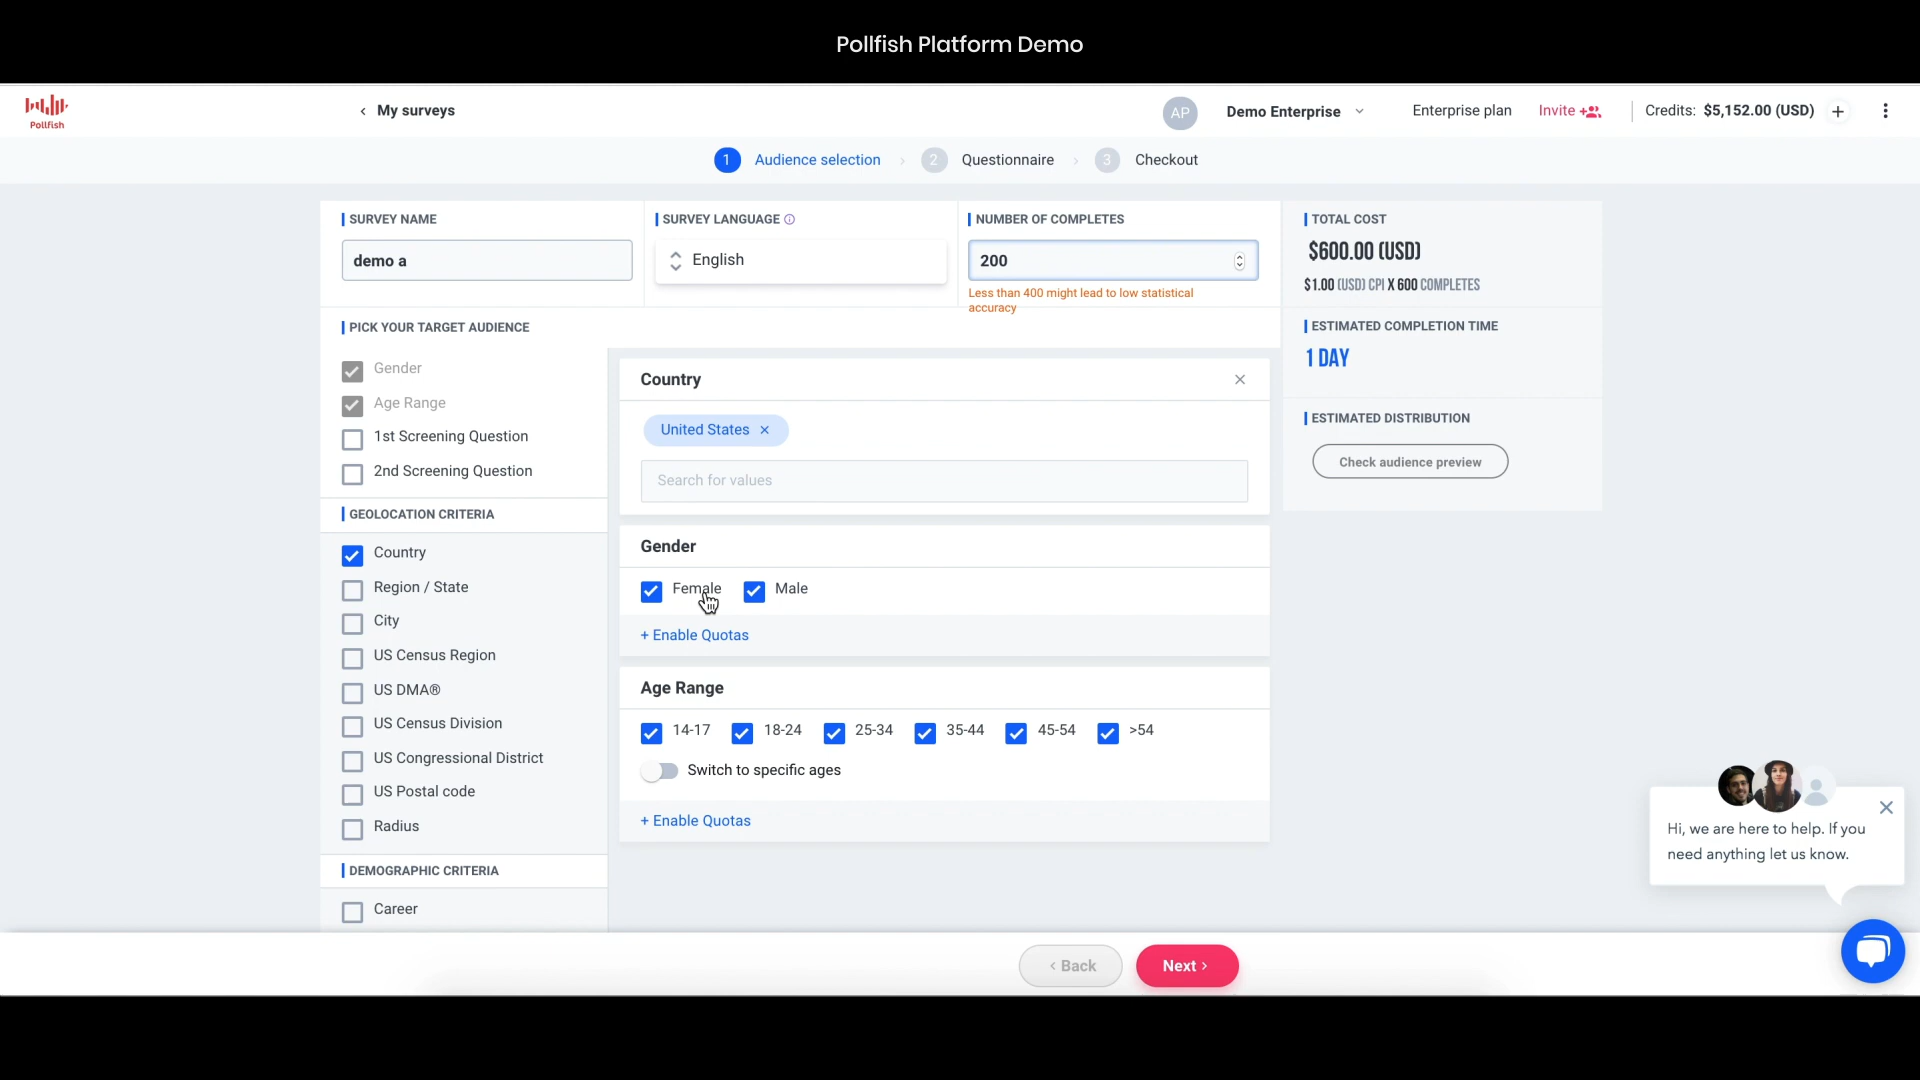 Pollfish Platform Demo
Pollfish
‹ My surveys
AP
Demo Enterprise
Enterprise plan
Invite
Credits: $5,152.00 (USD)
+
1 Audience selection › 2 Questionnaire › 3 Checkout
SURVEY NAME
demo a
SURVEY LANGUAGE
English
NUMBER OF COMPLETES
200
Less than 400 might lead to low statistical
accuracy
TOTAL COST
$600.00 (USD)
$1.00 (USD) CPI X 600 COMPLETES
ESTIMATED COMPLETION TIME
1 DAY
ESTIMATED DISTRIBUTION
Check audience preview
PICK YOUR TARGET AUDIENCE
Gender
Age Range
1st Screening Question
2nd Screening Question
GEOLOCATION CRITERIA
Country
Region / State
City
US Census Region
US DMA®
US Census Division
US Congressional District
US Postal code
Radius
DEMOGRAPHIC CRITERIA
Career
Country
United States ×
Search for values
Gender
Female Male
+ Enable Quotas
Age Range
14-17 18-24 25-34 35-44 45-54 >54
Switch to specific ages
+ Enable Quotas
Hi, we are here to help. If you
need anything let us know.
‹ Back
Next ›